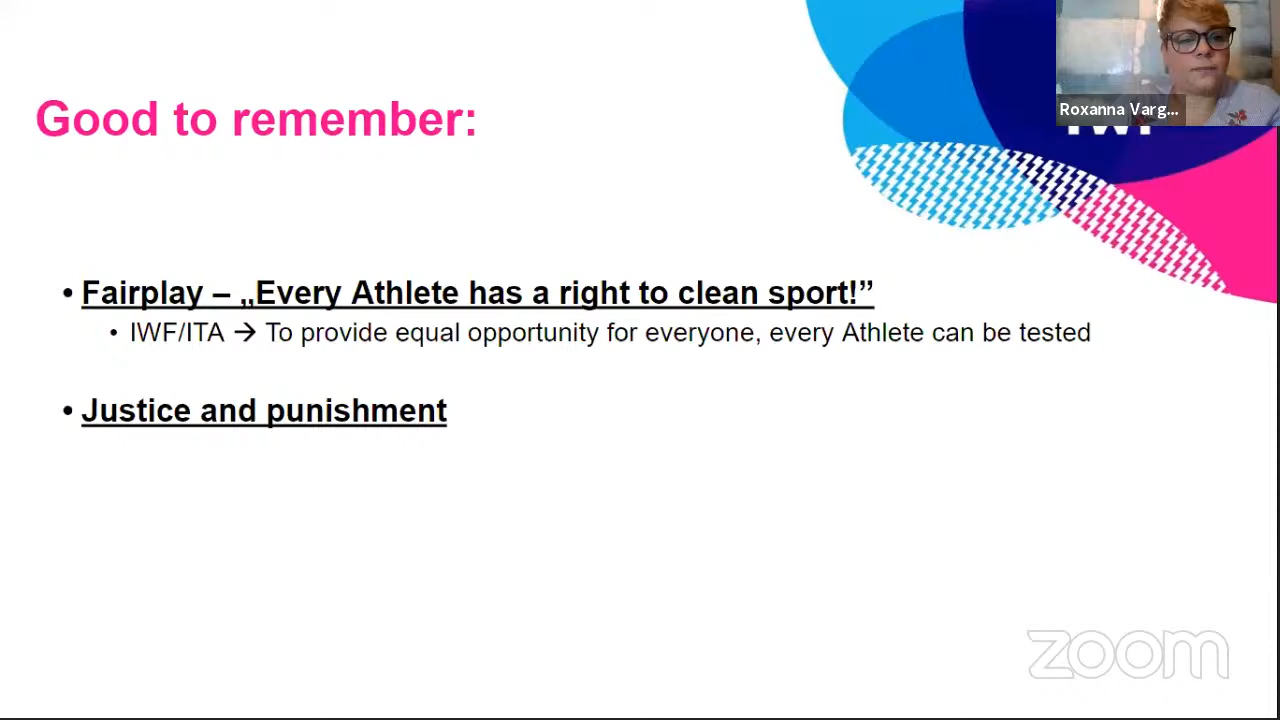 Roxanna Varg...
Good to remember:
• Fairplay – „Every Athlete has a right to clean sport!”
• IWF/ITA → To provide equal opportunity for everyone, every Athlete can be tested
• Justice and punishment
zoom